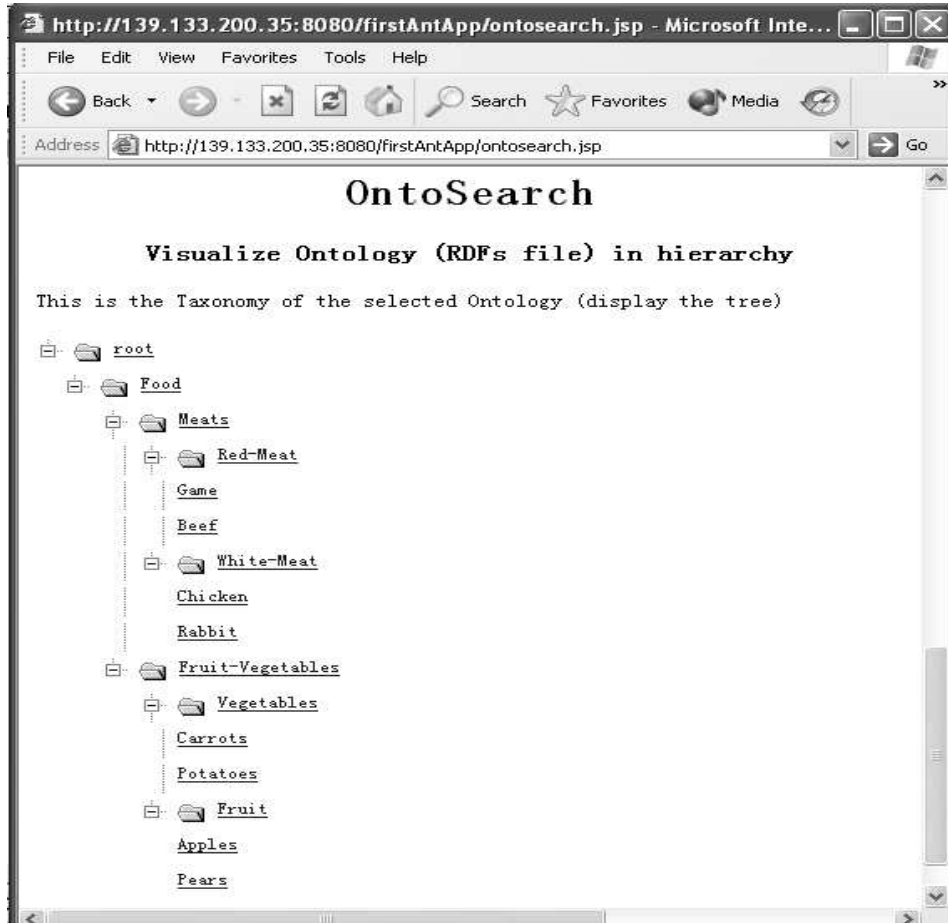 http://139.133.200.35:8080/firstAntApp/ontosearch.jsp - Microsoft Inte...
File Edit View Favorites Tools Help
Back Search Favorites Media »
Address http://139.133.200.35:8080/firstAntApp/ontosearch.jsp Go
OntoSearch
Visualize Ontology (RDFs file) in hierarchy
This is the Taxonomy of the selected Ontology (display the tree)
root
Food
Meats
Red-Meat
Game
Beef
White-Meat
Chicken
Rabbit
Fruit-Vegetables
Vegetables
Carrots
Potatoes
Fruit
Apples
Pears